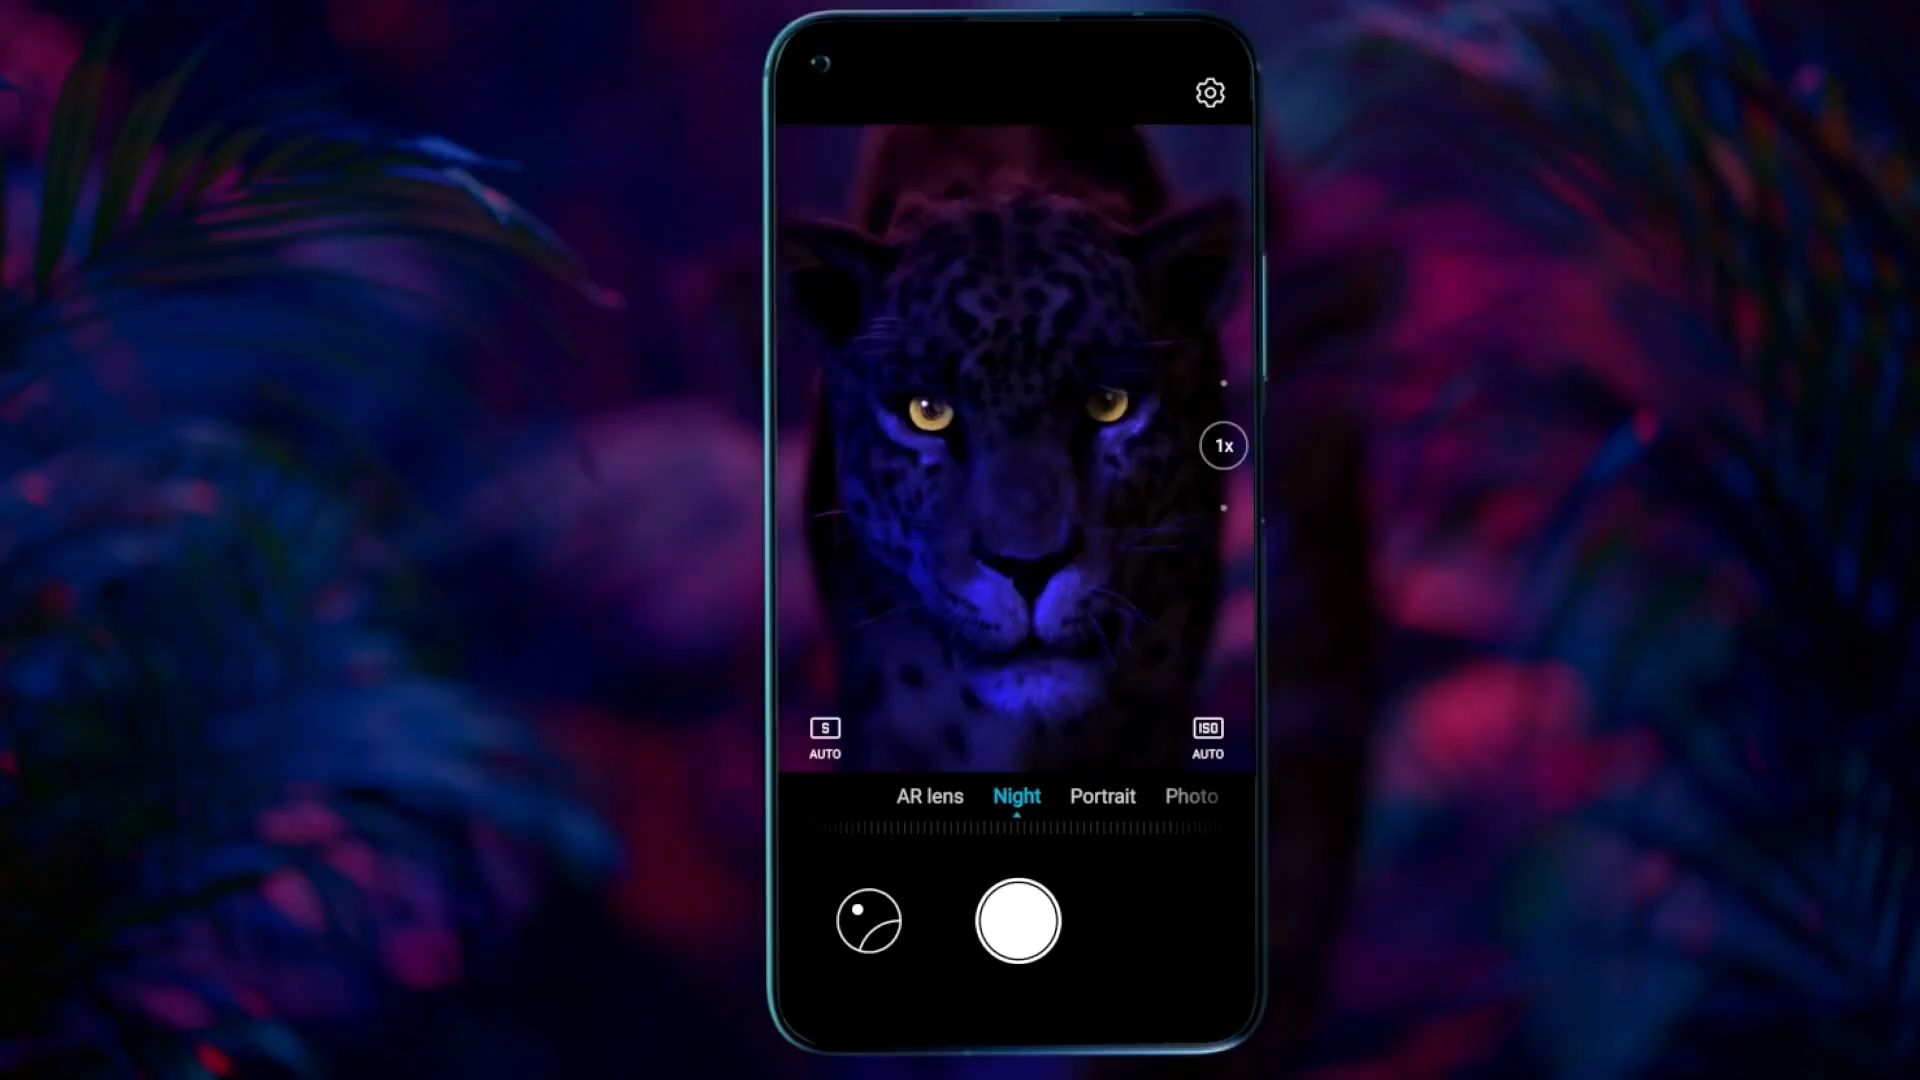 1x
S
AUTO
ISO
AUTO
AR lens
Night
Portrait
Photo